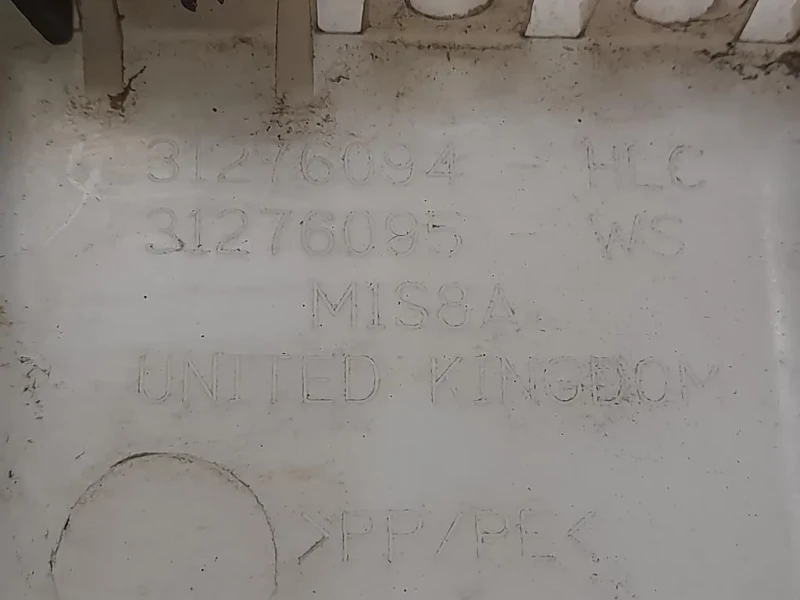 31276094 - HLC
31276095 - WS
M1S8A
UNITED KINGDOM
>PP/PE<